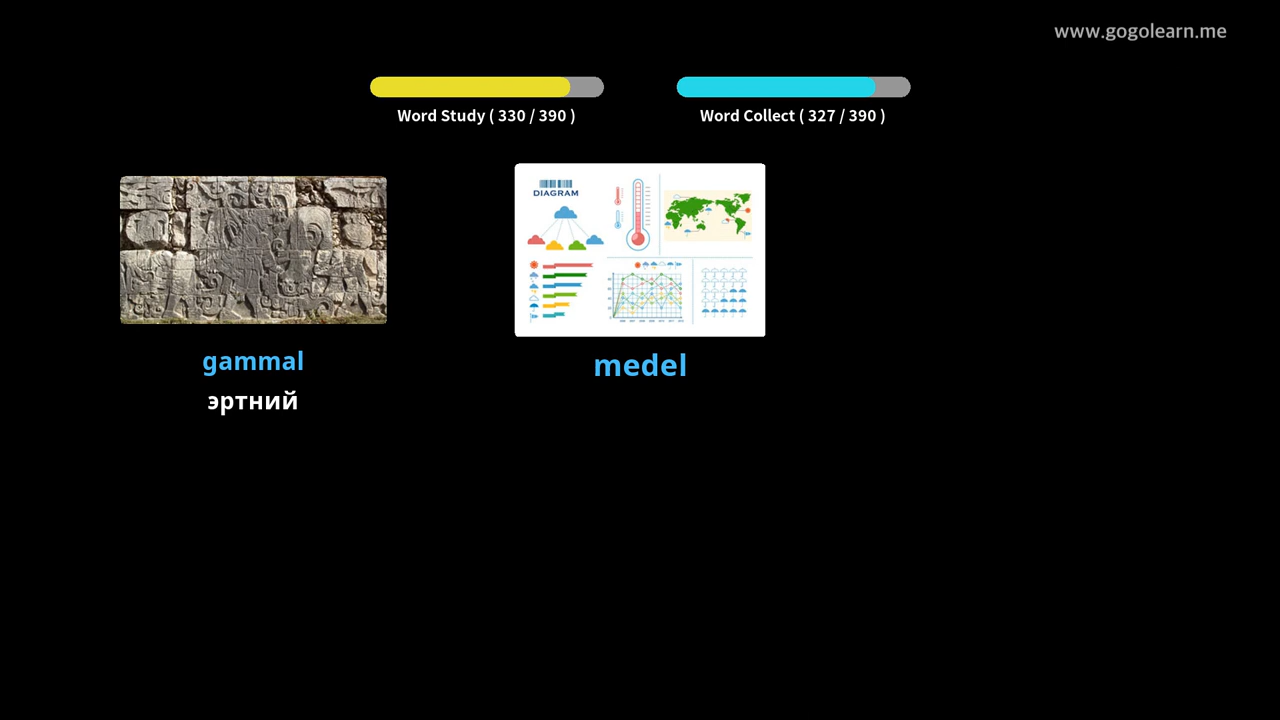 www.gogolearn.me
Word Study ( 330 / 390 )
Word Collect ( 327 / 390 )
DIAGRAM
gammal
medel
эртний